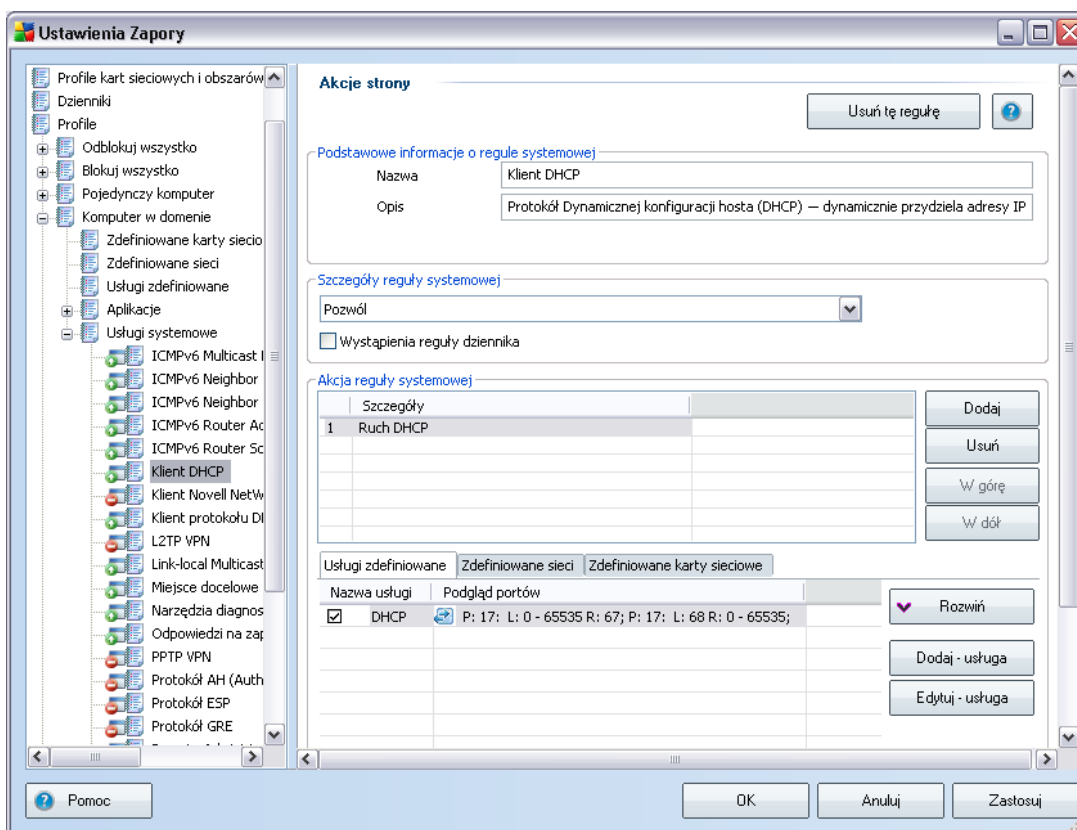 Ustawienia Zapory
Profile kart sieciowych i obszarów
Dzienniki
Profile
Odblokuj wszystko
Blokuj wszystko
Pojedynczy komputer
Komputer w domenie
Zdefiniowane karty siecio
Zdefiniowane sieci
Usługi zdefiniowane
Aplikacje
Usługi systemowe
ICMPv6 Multicast
ICMPv6 Neighbor
ICMPv6 Neighbor
ICMPv6 Router Ac
ICMPv6 Router Sc
Klient DHCP
Klient Novell NetW
Klient protokołu
L2TP VPN
Link-local Multicast
Miejsce docelowe
Narzędzia diagnos
Odpowiedzi na zap
PPTP VPN
Protokół AH (Auth
Protokół ESP
Protokół GRE
Akcje strony
Usuń tę regułę
Podstawowe informacje o regule systemowej
Nazwa
Klient DHCP
Opis
Protokół Dynamicznej konfiguracji hosta (DHCP) — dynamicznie przydziela adresy IP
Szczegóły reguły systemowej
Pozwól
Wystąpienia reguły dziennika
Akcja reguły systemowej
Szczegóły
1 Ruch DHCP
Dodaj
Usuń
W górę
W dół
Usługi zdefiniowane Zdefiniowane sieci Zdefiniowane karty sieciowe
Nazwa usługi Podgląd portów
DHCP P: 17: L: 0 - 65535 R: 67; P: 17: L: 68 R: 0 - 65535;
Rozwiń
Dodaj - usługa
Edytuj - usługa
Pomoc
OK
Anuluj
Zastosuj